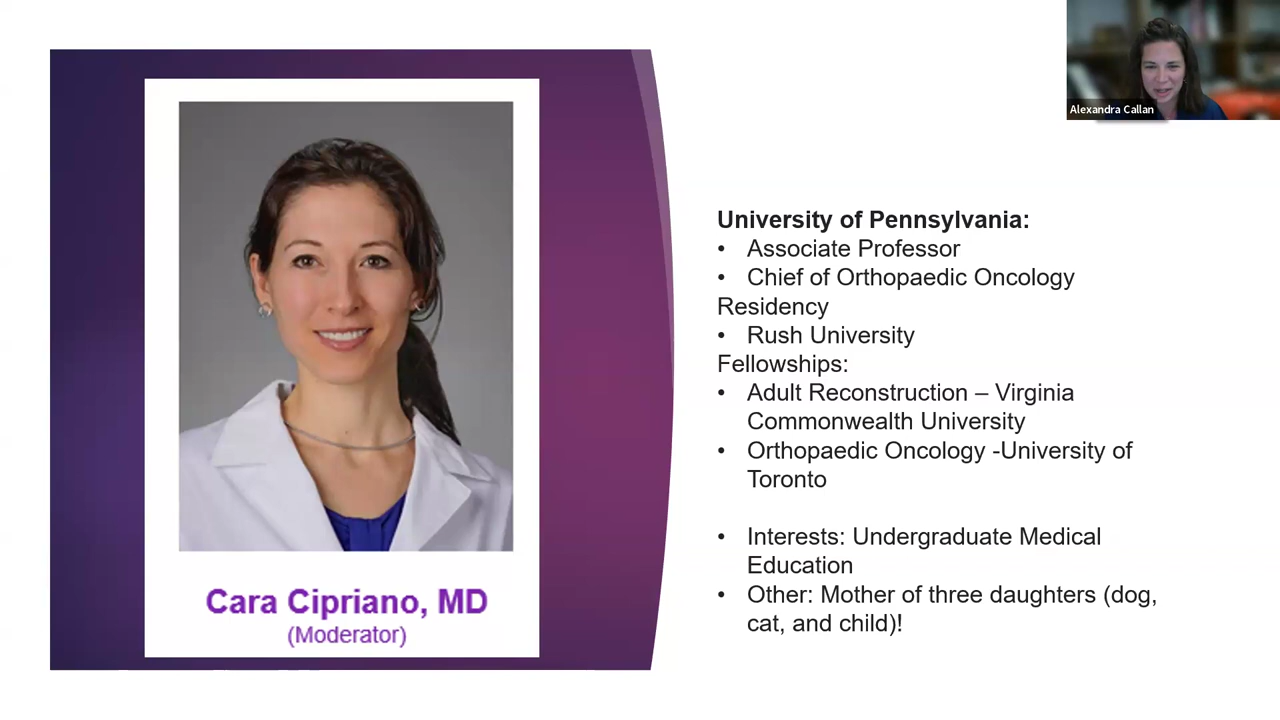 Alexandra Callan
University of Pennsylvania:
• Associate Professor
• Chief of Orthopaedic Oncology
Residency
• Rush University
Fellowships:
• Adult Reconstruction – Virginia
Commonwealth University
• Orthopaedic Oncology -University of
Toronto
• Interests: Undergraduate Medical
Education
• Other: Mother of three daughters (dog,
cat, and child)!
Cara Cipriano, MD
(Moderator)